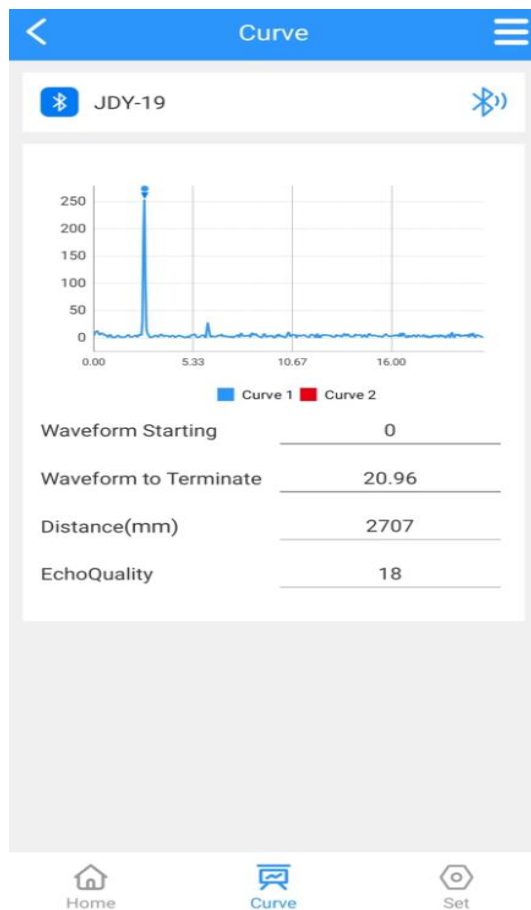 Curve
JDY-19
250
200
150
100
50
0
0.00 5.33 10.67 16.00
Curve 1 Curve 2
Waveform Starting 0
Waveform to Terminate 20.96
Distance(mm) 2707
EchoQuality 18
Home Curve Set